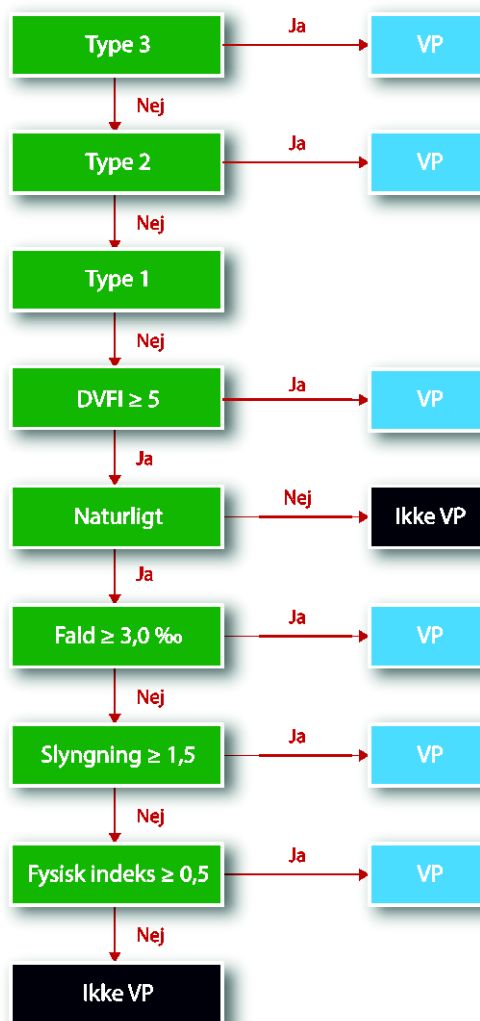 Type 3
Ja
VP
Nej
Type 2
Ja
VP
Nej
Type 1
Nej
DVFI ≥ 5
Ja
VP
Ja
Naturligt
Nej
Ikke VP
Ja
Fald ≥ 3,0 ‰
Ja
VP
Nej
Slyngning ≥ 1,5
Ja
VP
Nej
Fysisk indeks ≥ 0,5
Ja
VP
Nej
Ikke VP